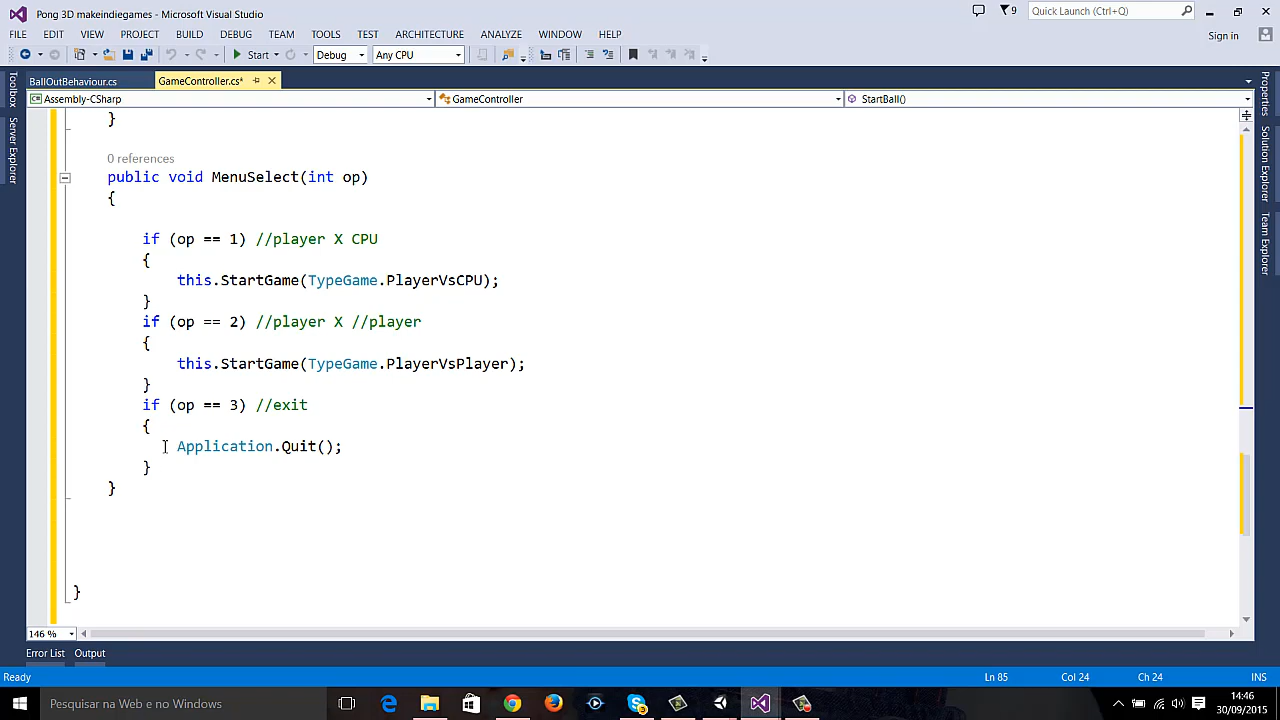 Pong 3D makeindiegames - Microsoft Visual Studio
9
Quick Launch (Ctrl+Q)
FILE EDIT VIEW PROJECT BUILD DEBUG TEAM TOOLS TEST ARCHITECTURE ANALYZE WINDOW HELP
Sign in
Start Debug Any CPU
BallOutBehaviour.cs GameController.cs*
Assembly-CSharp GameController StartBall()
Toolbox
Server Explorer
Properties
Solution Explorer
Team Explorer
}
0 references
public void MenuSelect(int op)
{
if (op == 1) //player X CPU
{
this.StartGame(TypeGame.PlayerVsCPU);
}
if (op == 2) //player X //player
{
this.StartGame(TypeGame.PlayerVsPlayer);
}
if (op == 3) //exit
{
Application.Quit();
}
}
}
146 %
Error List Output
Ready Ln 85 Col 24 Ch 24 INS
Pesquisar na Web e no Windows
14:46
30/09/2015